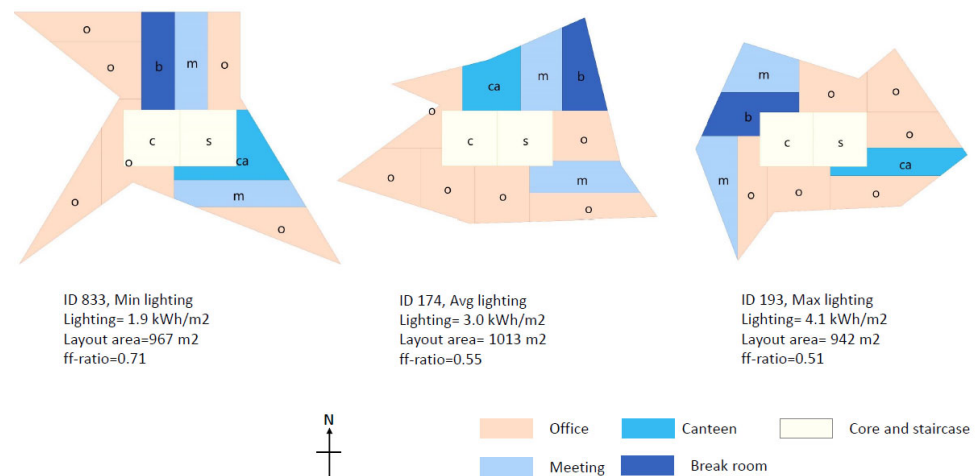 o
o
b
m
o
c
s
o
ca
o
m
o
ca
m
b
o
c
s
o
o
o
m
o
o
m
o
o
b
o
c
s
ca
m
o
o
o
ID 833, Min lighting
Lighting= 1.9 kWh/m2
Layout area=967 m2
ff-ratio=0.71
ID 174, Avg lighting
Lighting= 3.0 kWh/m2
Layout area= 1013 m2
ff-ratio=0.55
ID 193, Max lighting
Lighting= 4.1 kWh/m2
Layout area= 942 m2
ff-ratio=0.51
N
Office
Canteen
Core and staircase
Meeting
Break room